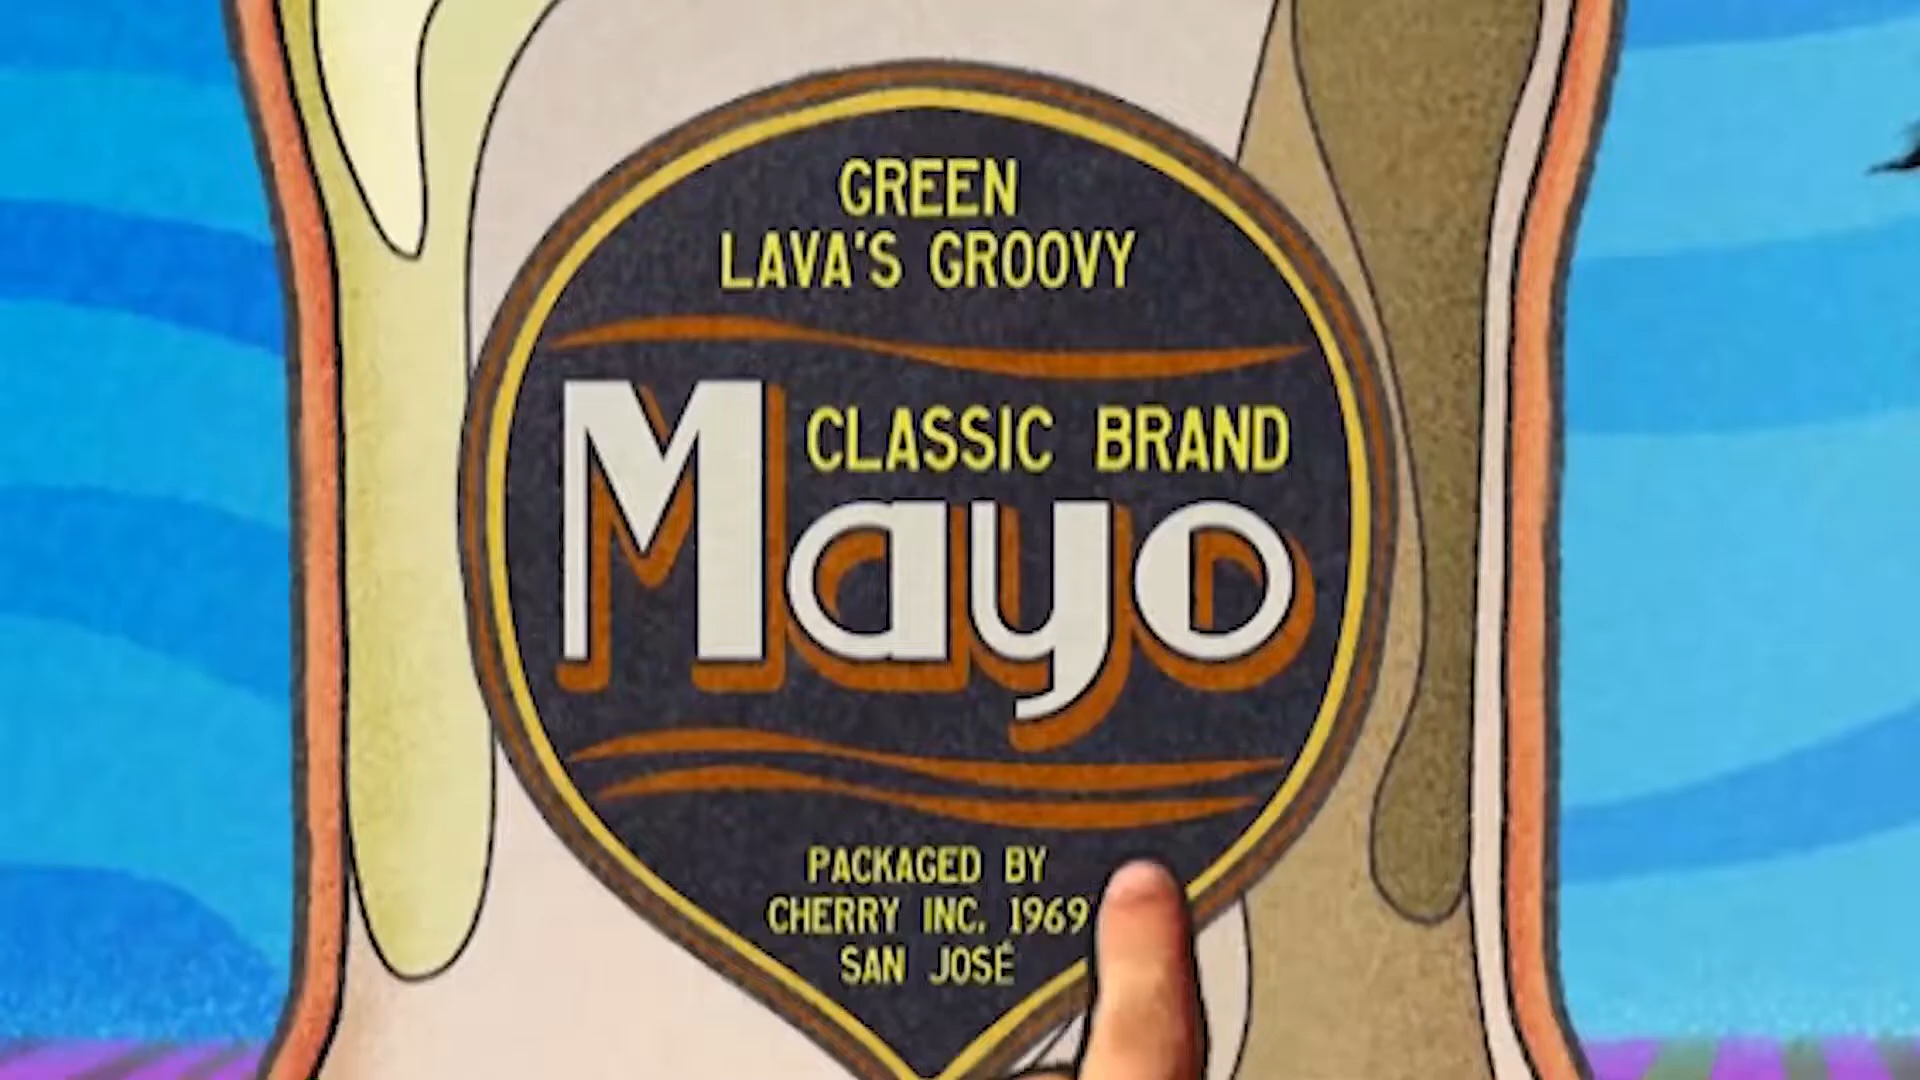 GREEN
LAVA'S GROOVY
CLASSIC BRAND
Mayo
PACKAGED BY
CHERRY INC. 1969
SAN JOSÉ